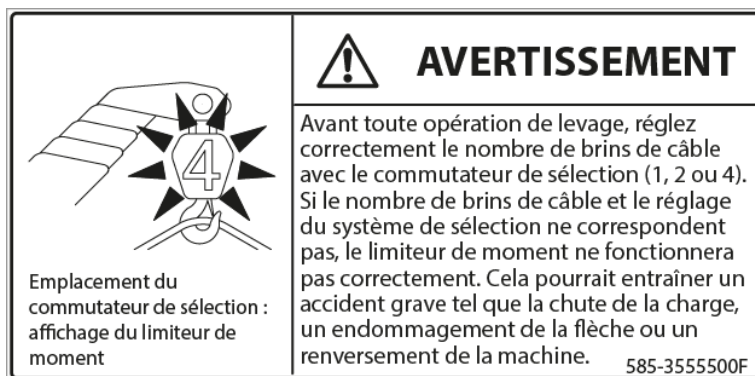 4
Emplacement du
commutateur de sélection :
affichage du limiteur de
moment
AVERTISSEMENT
Avant toute opération de levage, réglez
correctement le nombre de brins de câble
avec le commutateur de sélection (1, 2 ou 4).
Si le nombre de brins de câble et le réglage
du système de sélection ne correspondent
pas, le limiteur de moment ne fonctionnera
pas correctement. Cela pourrait entraîner un
accident grave tel que la chute de la charge,
un endommagement de la flèche ou un
renversement de la machine.
585-3555500F